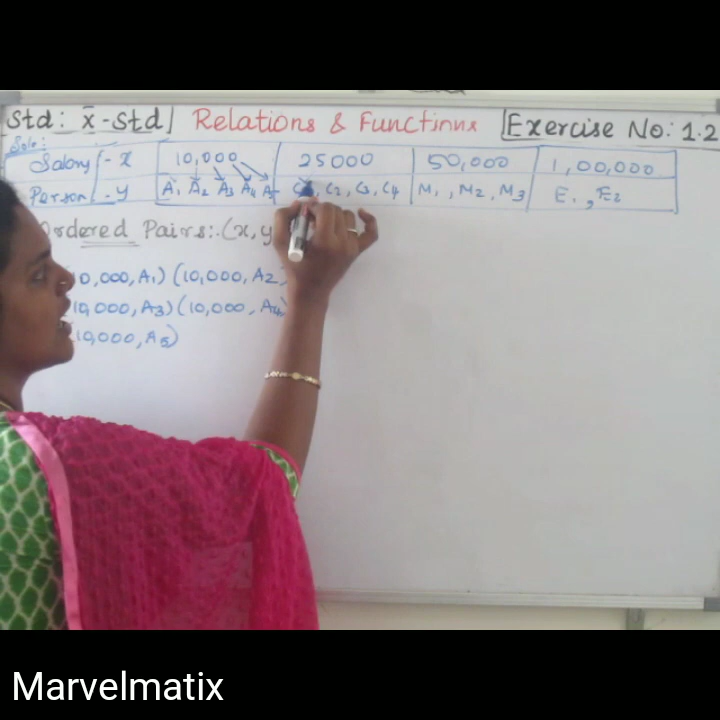 Std: X - Std] Relations & Functions [Exercise No: 1.2
Soln:
Salary - x 10,000 25000 50,000 1,00,000
Person - y A1 A2 A3 A4 A5 C2, C3, C4 M1, M2, M3 E1, E2
Ordered Pairs:- (x, y
0,000, A1) (10,000, A2
10,000, A3) (10,000, A4
10,000, A5)
Marvelmatix